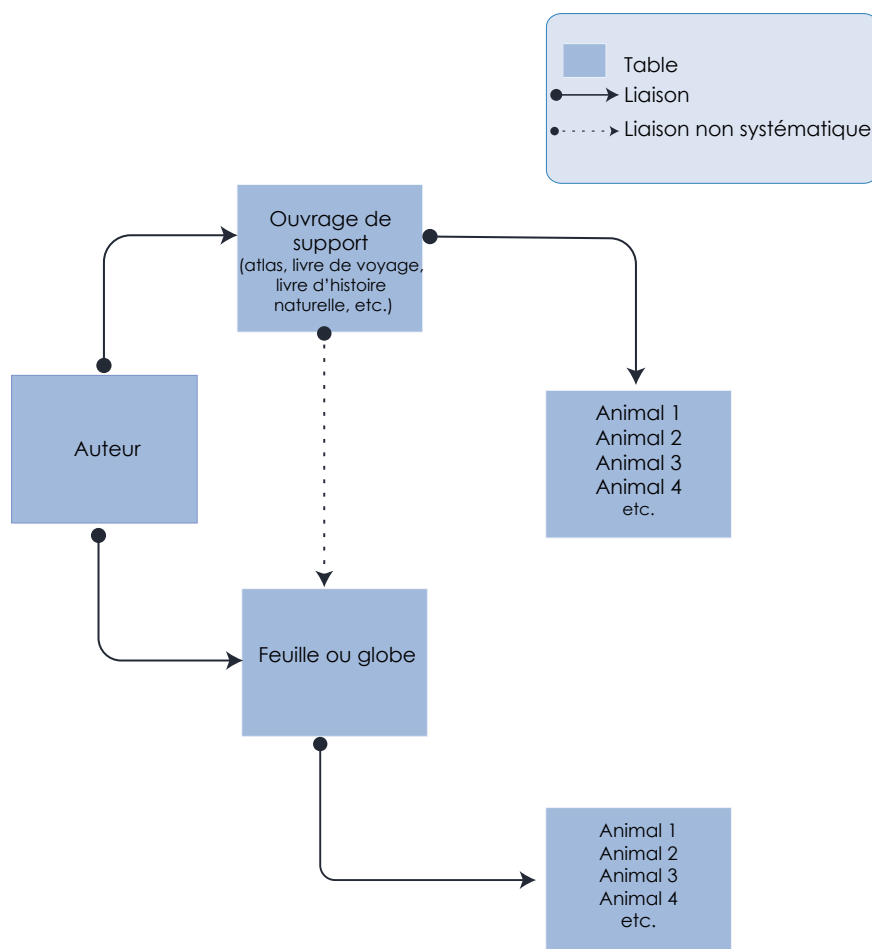 Table
Liaison
Liaison non systématique
Ouvrage de
support
(atlas, livre de voyage,
livre d’histoire
naturelle, etc.)
Auteur
Animal 1
Animal 2
Animal 3
Animal 4
etc.
Feuille ou globe
Animal 1
Animal 2
Animal 3
Animal 4
etc.